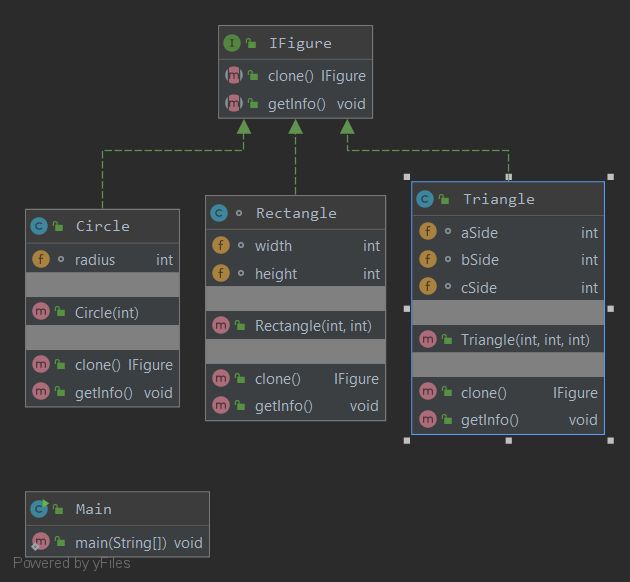 IFigure
clone() IFigure
getInfo() void
Circle
radius int
Circle(int)
clone() IFigure
getInfo() void
Rectangle
width int
height int
Rectangle(int, int)
clone() IFigure
getInfo() void
Triangle
aSide int
bSide int
cSide int
Triangle(int, int, int)
clone() IFigure
getInfo() void
Main
main(String[]) void
Powered by yFiles